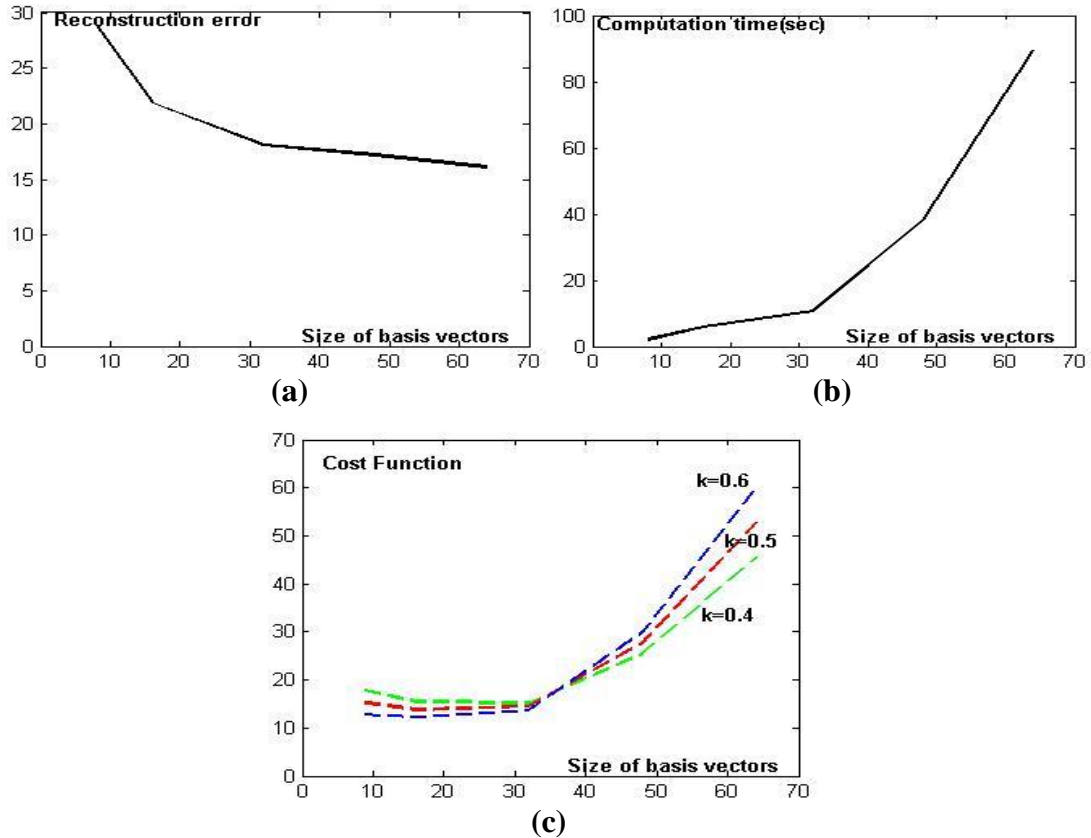 Reconstruction error
30
25
20
15
10
5
0
Size of basis vectors
0 10 20 30 40 50 60 70
(a)
Computation time(sec)
100
80
60
40
20
0
Size of basis vectors
0 10 20 30 40 50 60 70
(b)
Cost Function
70
60
50
40
30
20
10
0
k=0.6
k=0.5
k=0.4
Size of basis vectors
0 10 20 30 40 50 60 70
(c)